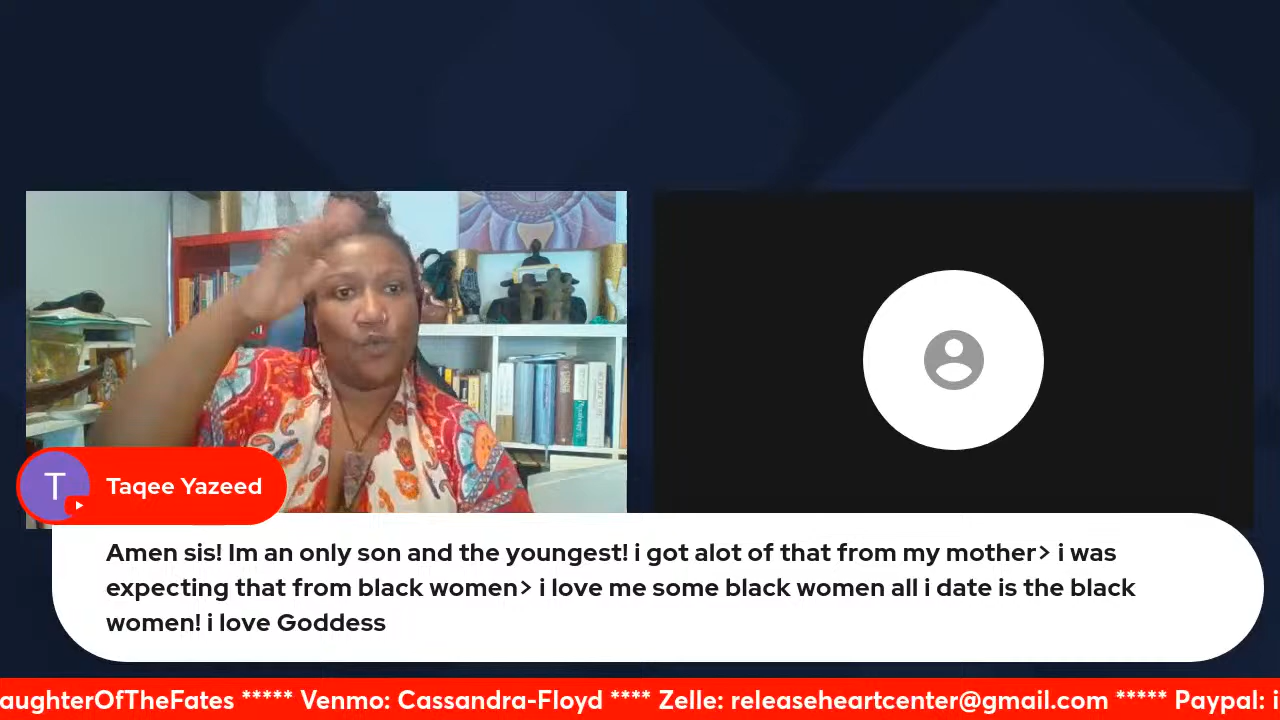 T
Taqee Yazeed
Amen sis! Im an only son and the youngest! i got alot of that from my mother> i was
expecting that from black women> i love me some black women all i date is the black
women! i love Goddess
aughterOfTheFates ***** Venmo: Cassandra-Floyd **** Zelle: releaseheartcenter@gmail.com ***** Paypal: i